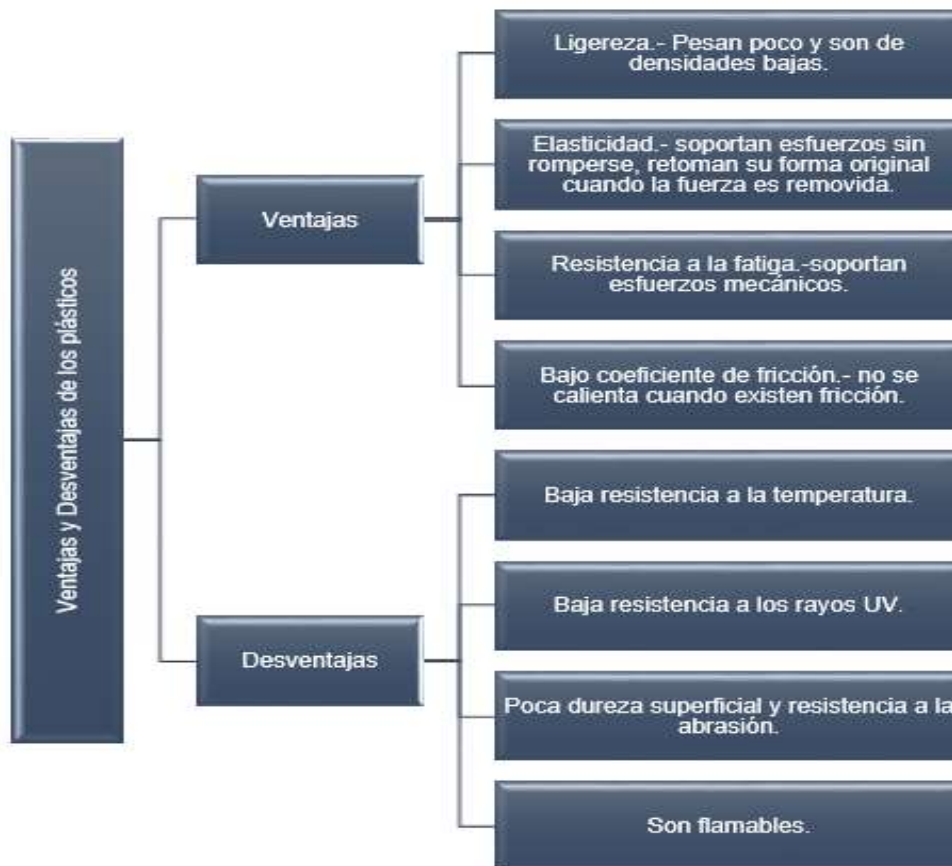 Ventajas y Desventajas de los plásticos
Ventajas
Ligereza.- Pesan poco y son de
densidades bajas.
Elasticidad.- soportan esfuerzos sin
romperse, retoman su forma original
cuando la fuerza es removida.
Resistencia a la fatiga.-soportan
esfuerzos mecánicos.
Bajo coeficiente de fricción.- no se
calienta cuando existen fricción.
Desventajas
Baja resistencia a la temperatura.
Baja resistencia a los rayos UV.
Poca dureza superficial y resistencia a la
abrasión.
Son flamables.